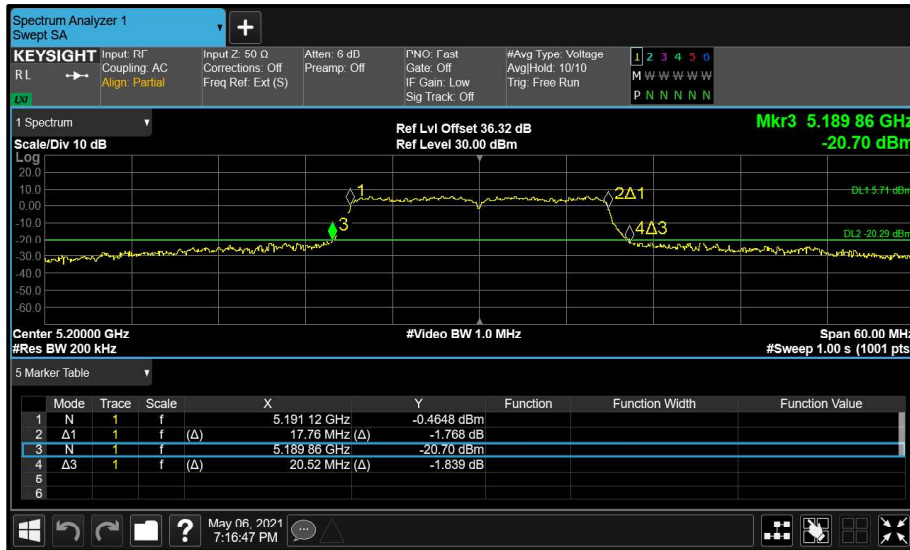 Spectrum Analyzer 1
Swept SA
+
KEYSIGHT
RL
LXI
Input: RF
Coupling: AC
Align: Partial
Input Z: 50 Ω
Corrections: Off
Freq Ref: Ext (S)
Atten: 6 dB
Preamp: Off
PNO: Fast
Gate: Off
IF Gain: Low
Sig Track: Off
#Avg Type: Voltage
Avg|Hold: 10/10
Trig: Free Run
1 2 3 4 5 6
M W W W W W
P N N N N N
1 Spectrum
Scale/Div 10 dB
Ref Lvl Offset 36.32 dB
Ref Level 30.00 dBm
Mkr3 5.189 86 GHz
-20.70 dBm
Log
20.0
10.0
0.00
-10.0
-20.0
-30.0
-40.0
-50.0
-60.0
1
2Δ1
3
4Δ3
DL1 5.71 dBm
DL2 -20.29 dBm
Center 5.20000 GHz
#Res BW 200 kHz
#Video BW 1.0 MHz
Span 60.00 MHz
#Sweep 1.00 s (1001 pts
5 Marker Table
Mode Trace Scale X Y Function Function Width Function Value
1 N 1 f 5.191 12 GHz -0.4648 dBm
2 Δ1 1 f (Δ) 17.76 MHz (Δ) -1.768 dB
3 N 1 f 5.189 86 GHz -20.70 dBm
4 Δ3 1 f (Δ) 20.52 MHz (Δ) -1.839 dB
5
6
?
May 06, 2021
7:16:47 PM